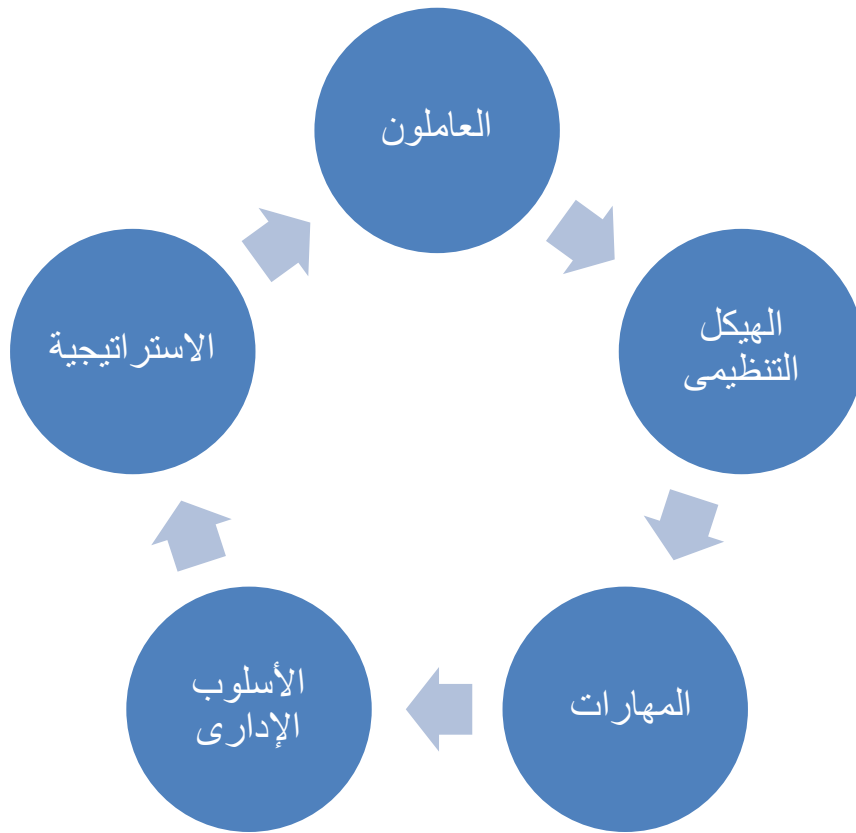 العاملون
الهيكل
التنظيمى
المهارات
الأسلوب
الإدارى
الاستراتيجية